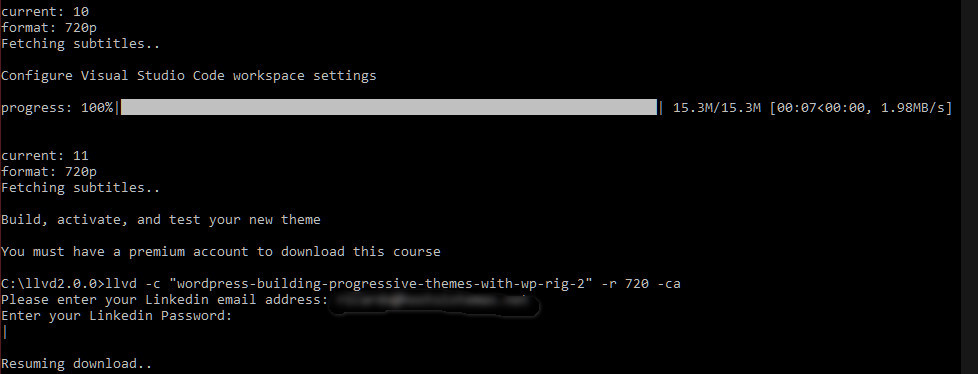 current: 10
format: 720p
Fetching subtitles..
Configure Visual Studio Code workspace settings
progress: 100%| | 15.3M/15.3M [00:07<00:00, 1.98MB/s]
current: 11
format: 720p
Fetching subtitles..
Build, activate, and test your new theme
You must have a premium account to download this course
C:\llvd2.0.0>llvd -c "wordpress-building-progressive-themes-with-wp-rig-2" -r 720 -ca
Please enter your Linkedin email address:
Enter your Linkedin Password:
|
Resuming download..